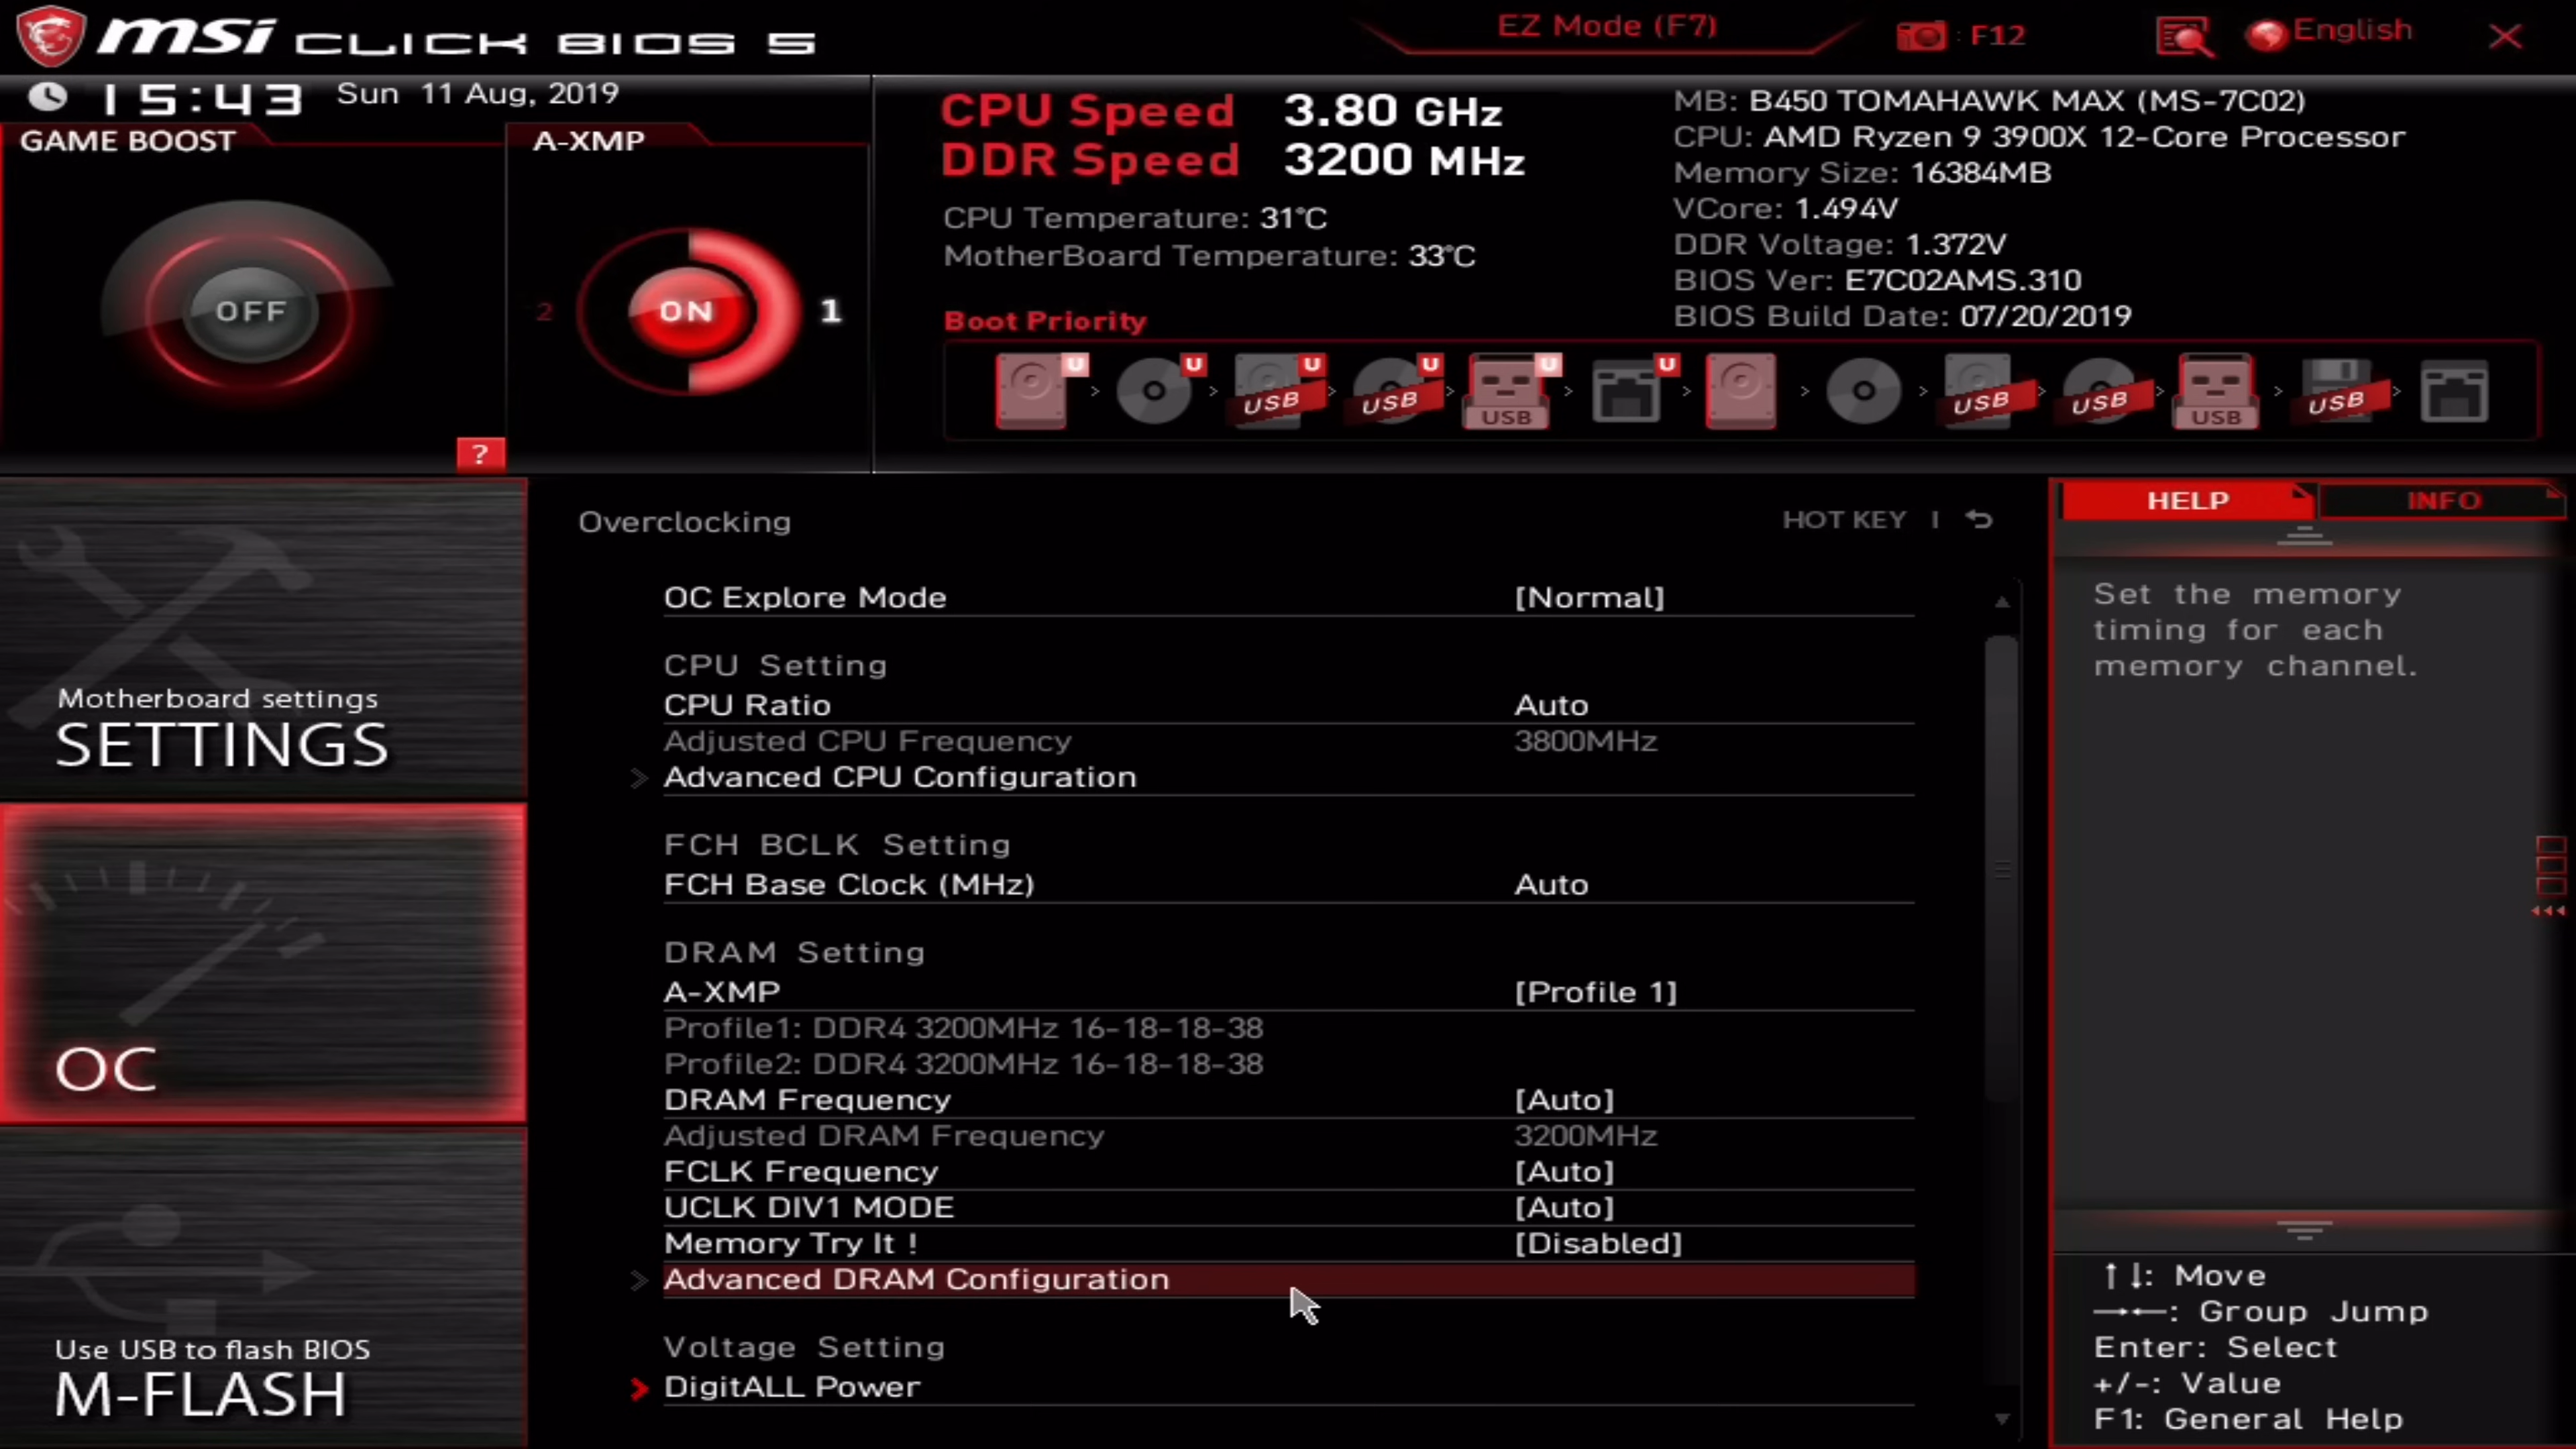 msi CLICK BIOS 5
EZ Mode (F7)
: F12
English
15:43 Sun 11 Aug, 2019
GAME BOOST
OFF
?
A-XMP
2 ON 1
CPU Speed 3.80 GHz
DDR Speed 3200 MHz
CPU Temperature: 31°C
MotherBoard Temperature: 33°C
MB: B450 TOMAHAWK MAX (MS-7C02)
CPU: AMD Ryzen 9 3900X 12-Core Processor
Memory Size: 16384MB
VCore: 1.494V
DDR Voltage: 1.372V
BIOS Ver: E7C02AMS.310
BIOS Build Date: 07/20/2019
Boot Priority
U U U U U U
USB USB USB USB USB USB USB
Motherboard settings
SETTINGS
OC
Use USB to flash BIOS
M-FLASH
Overclocking
HOT KEY |
OC Explore Mode [Normal]
CPU Setting
CPU Ratio Auto
Adjusted CPU Frequency 3800MHz
Advanced CPU Configuration
FCH BCLK Setting
FCH Base Clock (MHz) Auto
DRAM Setting
A-XMP [Profile 1]
Profile1: DDR4 3200MHz 16-18-18-38
Profile2: DDR4 3200MHz 16-18-18-38
DRAM Frequency [Auto]
Adjusted DRAM Frequency 3200MHz
FCLK Frequency [Auto]
UCLK DIV1 MODE [Auto]
Memory Try It ! [Disabled]
Advanced DRAM Configuration
Voltage Setting
DigitALL Power
HELP
INFO
Set the memory
timing for each
memory channel.
↑↓: Move
→←: Group Jump
Enter: Select
+/-: Value
F1: General Help